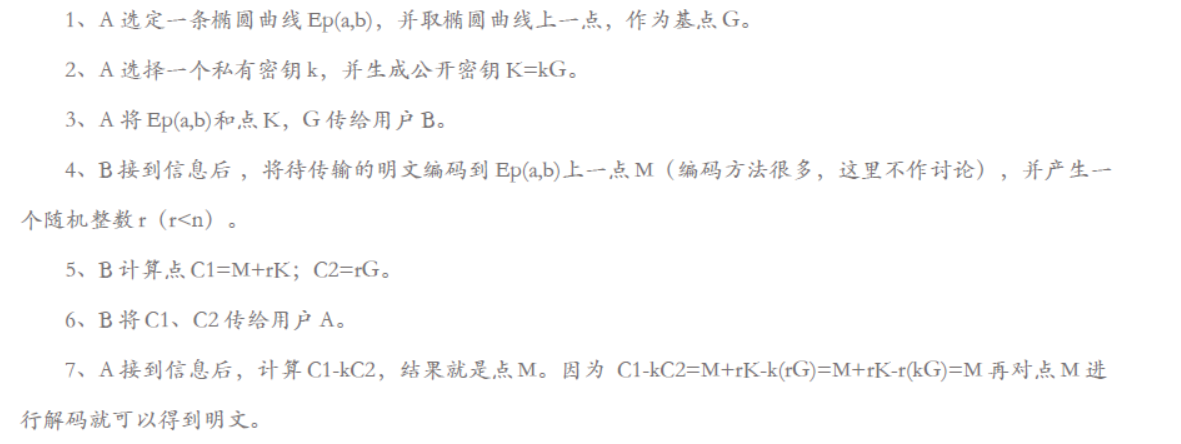 1、A 选定一条椭圆曲线 Ep(a,b)，并取椭圆曲线上一点，作为基点 G。
2、A 选择一个私有密钥 k，并生成公开密钥 K=kG。
3、A 将 Ep(a,b)和点 K，G 传给用户 B。
4、B 接到信息后 ，将待传输的明文编码到 Ep(a,b)上一点 M（编码方法很多，这里不作讨论），并产生一
个随机整数 r（r<n）。
5、B 计算点 C1=M+rK；C2=rG。
6、B 将 C1、C2 传给用户 A。
7、A 接到信息后，计算 C1-kC2，结果就是点 M。因为 C1-kC2=M+rK-k(rG)=M+rK-r(kG)=M 再对点 M 进
行解码就可以得到明文。